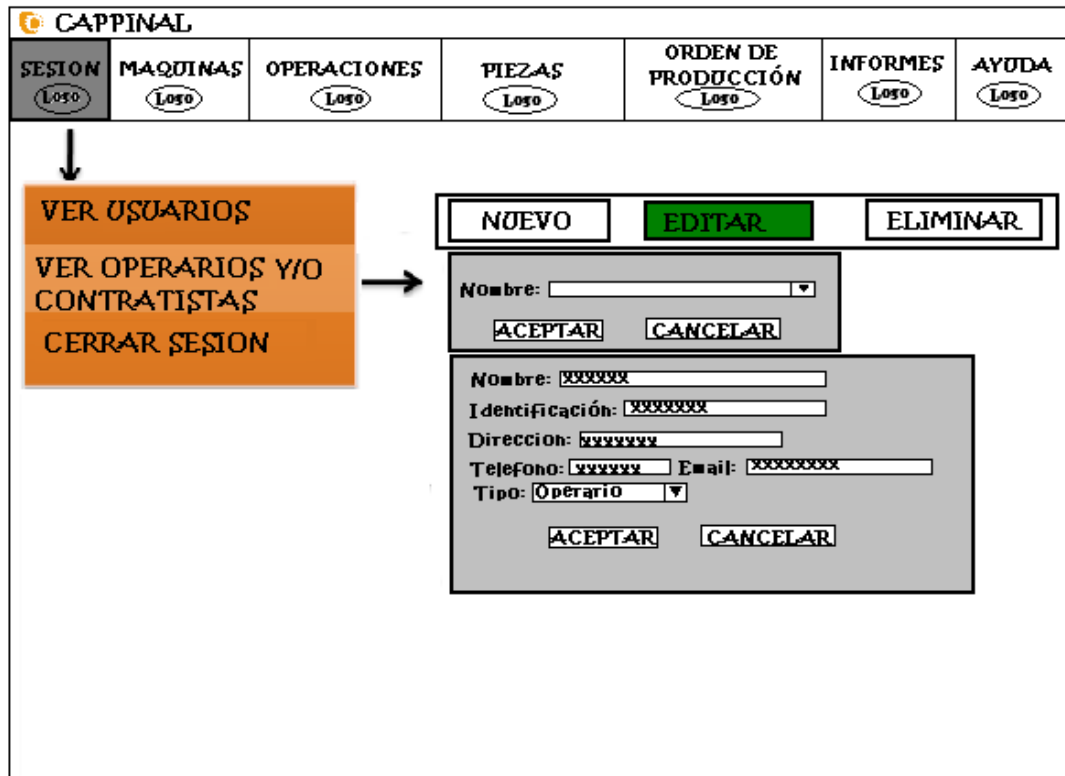 CAPPINAL
SESION MAQUINAS OPERACIONES PIEZAS ORDEN DE PRODUCCIÓN INFORMES AYUDA
Logo Logo Logo Logo Logo Logo Logo
VER USUARIOS
VER OPERARIOS Y/O
CONTRATISTAS
CERRAR SESION
NUEVO EDITAR ELIMINAR
Nombre:
ACEPTAR CANCELAR
Nombre: XXXXXX
Identificación: XXXXXXX
Direccion: xxxxxxx
Telefono: xxxxxx Email: XXXXXXXX
Tipo: Operario
ACEPTAR CANCELAR